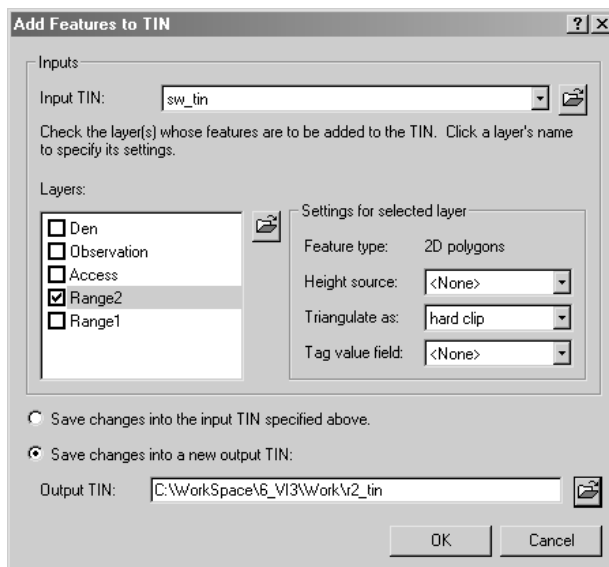 Add Features to TIN
Inputs
Input TIN: sw_tin
Check the layer(s) whose features are to be added to the TIN. Click a layer's name
to specify its settings.
Layers:
Den
Observation
Access
Range2
Range1
Settings for selected layer
Feature type: 2D polygons
Height source: <None>
Triangulate as: hard clip
Tag value field: <None>
Save changes into the input TIN specified above.
Save changes into a new output TIN:
Output TIN: C:\WorkSpace\6_VI3\Work\r2_tin
OK Cancel